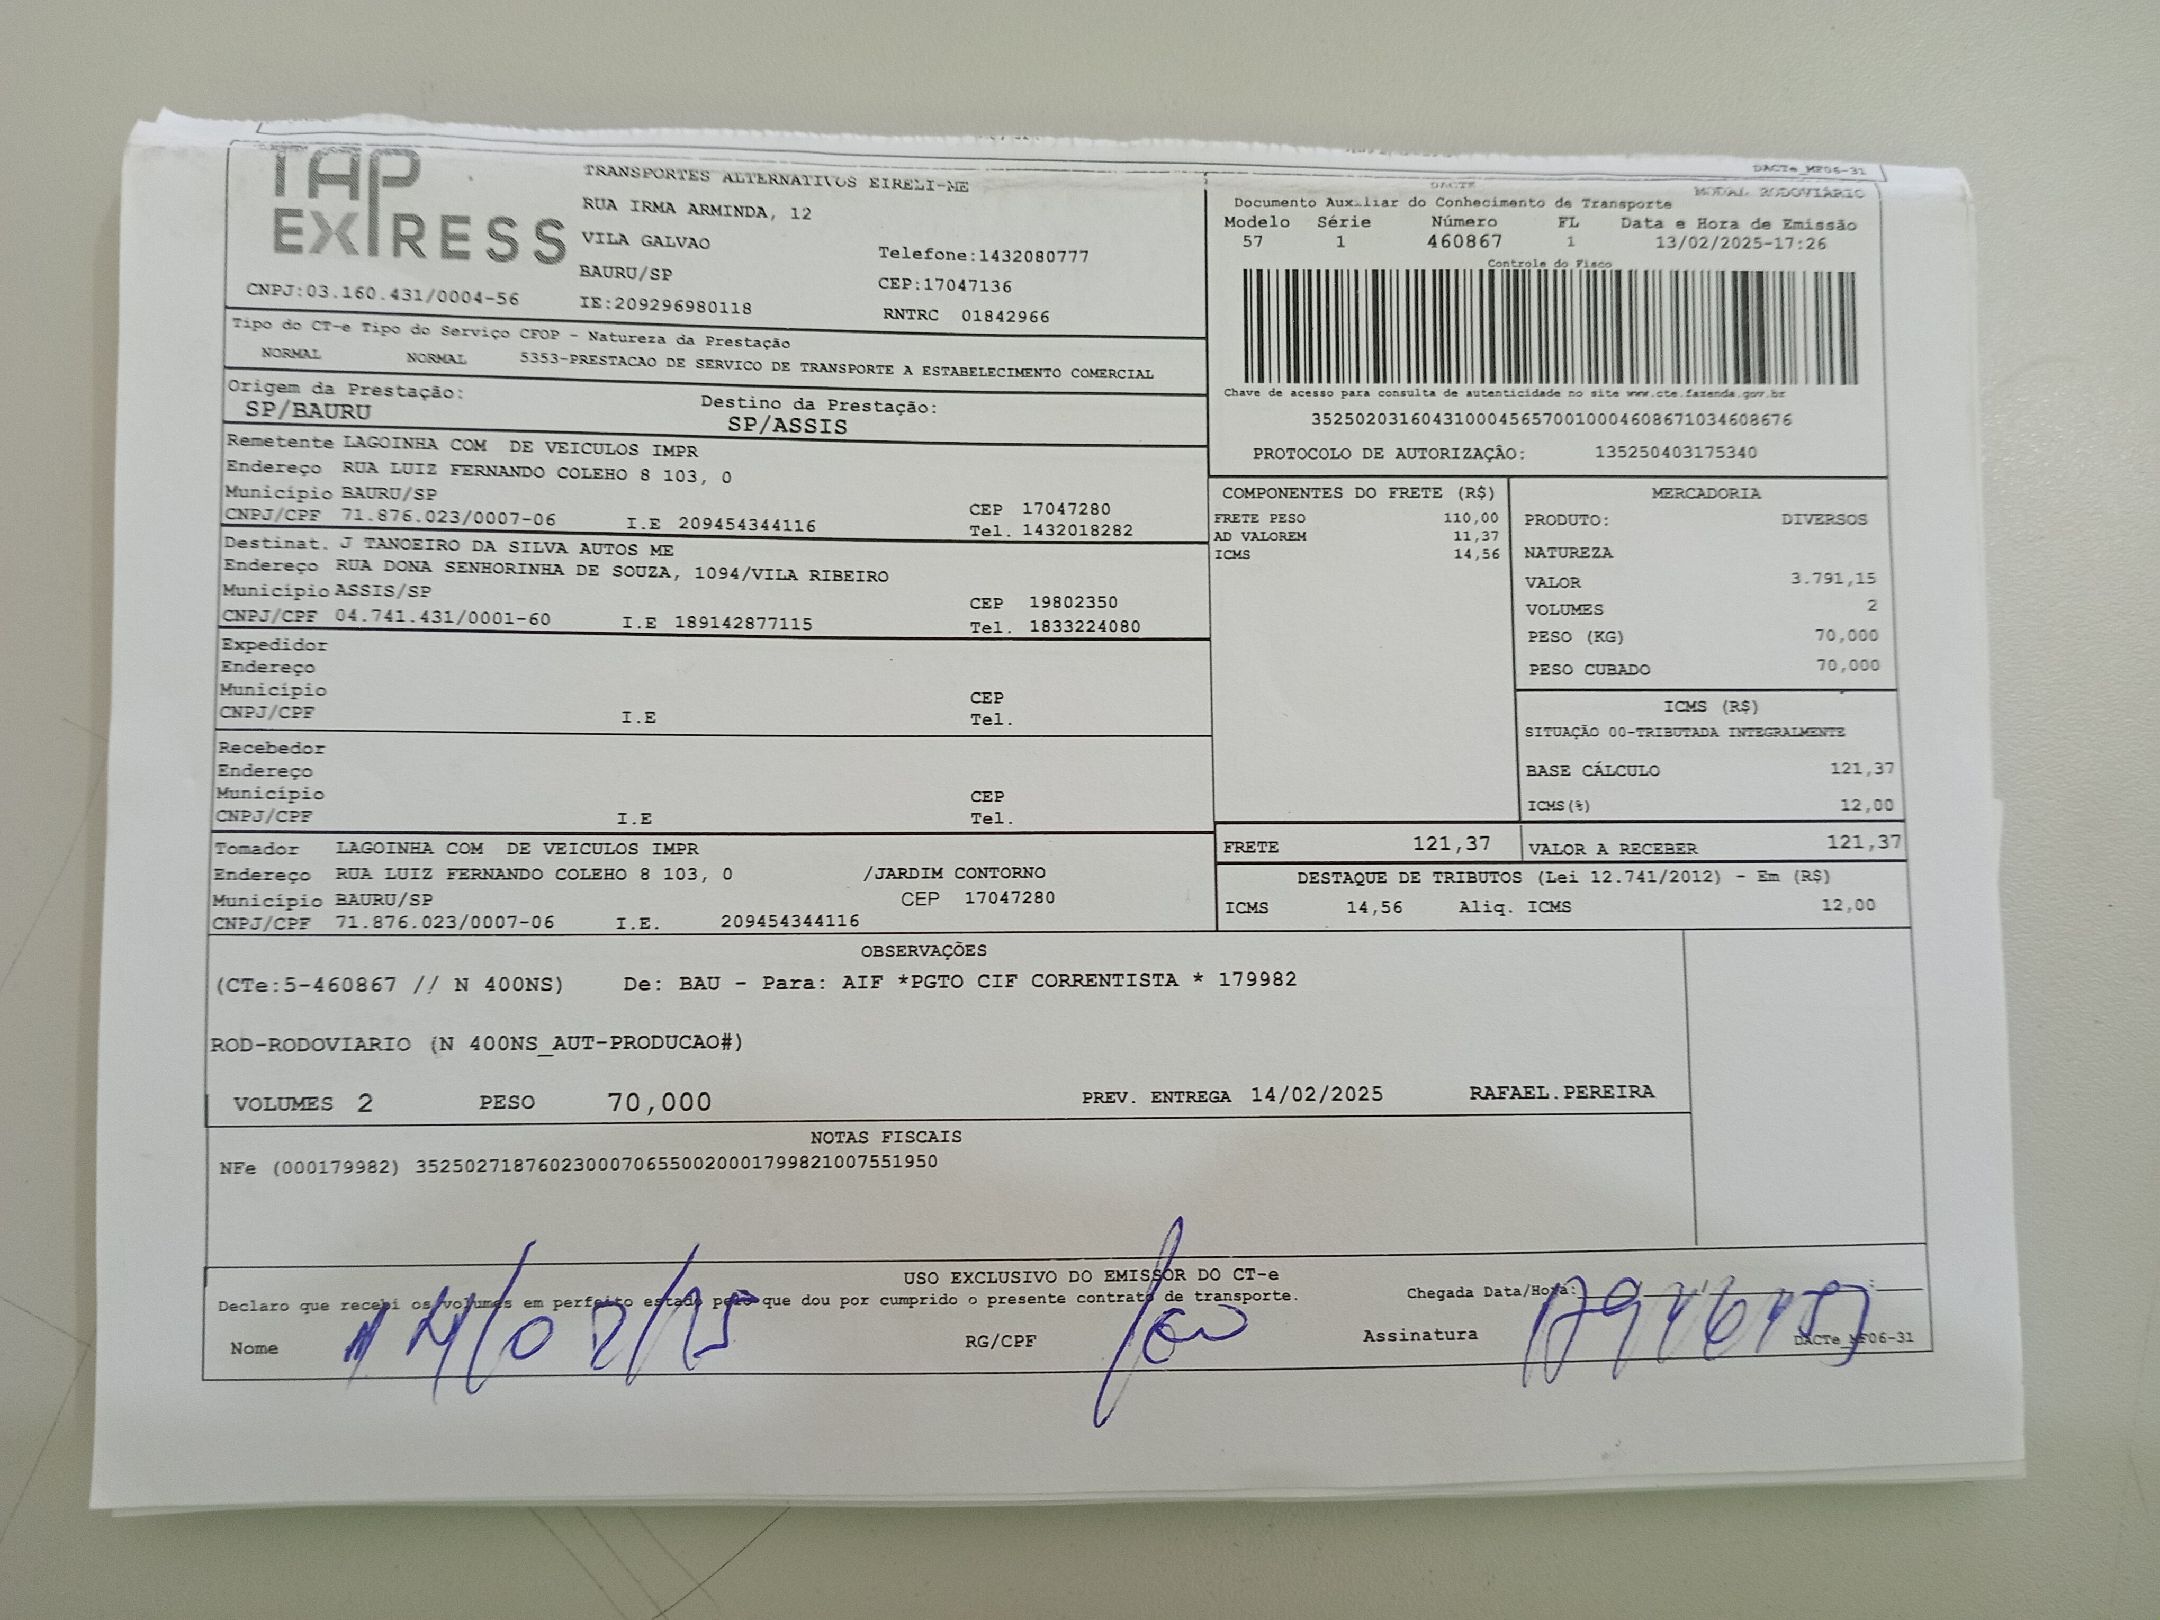 TAP
EXPRESS
CNPJ:03.160.431/0004-56
TRANSPORTES ALTERNATIVOS EIRELI-ME
RUA IRMA ARMINDA, 12
VILA GALVAO
BAURU/SP
IE:209296980118
Telefone:1432080777
CEP:17047136
RNTRC 01842966
DACTe_MF06-31
DACTE
MODAL RODOVIÁRIO
Documento Auxiliar do Conhecimento de Transporte
Modelo Série Número FL Data e Hora de Emissão
57 1 460867 1 13/02/2025-17:26
Controle do Fisco
Chave de acesso para consulta de autenticidade no site www.cte.fazenda.gov.br
35250203160431000456570010004608671034608676
PROTOCOLO DE AUTORIZAÇÃO: 135250403175340
Tipo do CT-e Tipo do Serviço CFOP - Natureza da Prestação
NORMAL NORMAL 5353-PRESTACAO DE SERVICO DE TRANSPORTE A ESTABELECIMENTO COMERCIAL
Origem da Prestação: Destino da Prestação:
SP/BAURU SP/ASSIS
Remetente LAGOINHA COM DE VEICULOS IMPR
Endereço RUA LUIZ FERNANDO COLEHO 8 103, 0
Município BAURU/SP CEP 17047280
CNPJ/CPF 71.876.023/0007-06 I.E 209454344116 Tel. 1432018282
Destinat. J TANOEIRO DA SILVA AUTOS ME
Endereço RUA DONA SENHORINHA DE SOUZA, 1094/VILA RIBEIRO
Município ASSIS/SP CEP 19802350
CNPJ/CPF 04.741.431/0001-60 I.E 189142877115 Tel. 1833224080
Expedidor
Endereço
Município CEP
CNPJ/CPF I.E Tel.
Recebedor
Endereço
Município CEP
CNPJ/CPF I.E Tel.
Tomador LAGOINHA COM DE VEICULOS IMPR
Endereço RUA LUIZ FERNANDO COLEHO 8 103, 0 /JARDIM CONTORNO
Município BAURU/SP CEP 17047280
CNPJ/CPF 71.876.023/0007-06 I.E. 209454344116
COMPONENTES DO FRETE (R$)
FRETE PESO 110,00
AD VALOREM 11,37
ICMS 14,56
MERCADORIA
PRODUTO: DIVERSOS
NATUREZA
VALOR 3.791,15
VOLUMES 2
PESO (KG) 70,000
PESO CUBADO 70,000
ICMS (R$)
SITUAÇÃO 00-TRIBUTADA INTEGRALMENTE
BASE CÁLCULO 121,37
ICMS(%) 12,00
FRETE 121,37 VALOR A RECEBER 121,37
DESTAQUE DE TRIBUTOS (Lei 12.741/2012) - Em (R$)
ICMS 14,56 Aliq. ICMS 12,00
OBSERVAÇÕES
(CTe:5-460867 // N 400NS) De: BAU - Para: AIF *PGTO CIF CORRENTISTA * 179982
ROD-RODOVIARIO (N 400NS_AUT-PRODUCAO#)
VOLUMES 2 PESO 70,000 PREV. ENTREGA 14/02/2025 RAFAEL.PEREIRA
NOTAS FISCAIS
NFe (000179982) 35250271876023000706550020001799821007551950
USO EXCLUSIVO DO EMISSOR DO CT-e
Declaro que recebi os volumes em perfeito estado pelo que dou por cumprido o presente contrato de transporte. Chegada Data/Hora:
Nome 14/02/25 RG/CPF Assinatura
DACTe_MF06-31